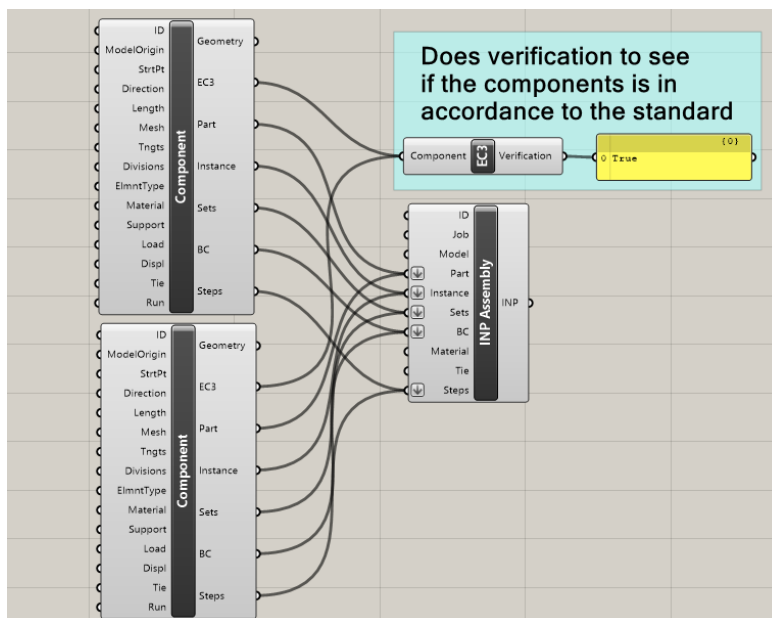 ID
ModelOrigin
StrtPt
Direction
Length
Mesh
Tngts
Divisions
ElmntType
Material
Support
Load
Displ
Tie
Run
Component
Geometry
EC3
Part
Instance
Sets
BC
Steps
Does verification to see
if the components is in
accordance to the standard
Component
EC3
Verification
{0}
0 True
ID
Job
Model
Part
Instance
Sets
BC
Material
Tie
Steps
INP Assembly
INP
ID
ModelOrigin
StrtPt
Direction
Length
Mesh
Tngts
Divisions
ElmntType
Material
Support
Load
Displ
Tie
Run
Component
Geometry
EC3
Part
Instance
Sets
BC
Steps